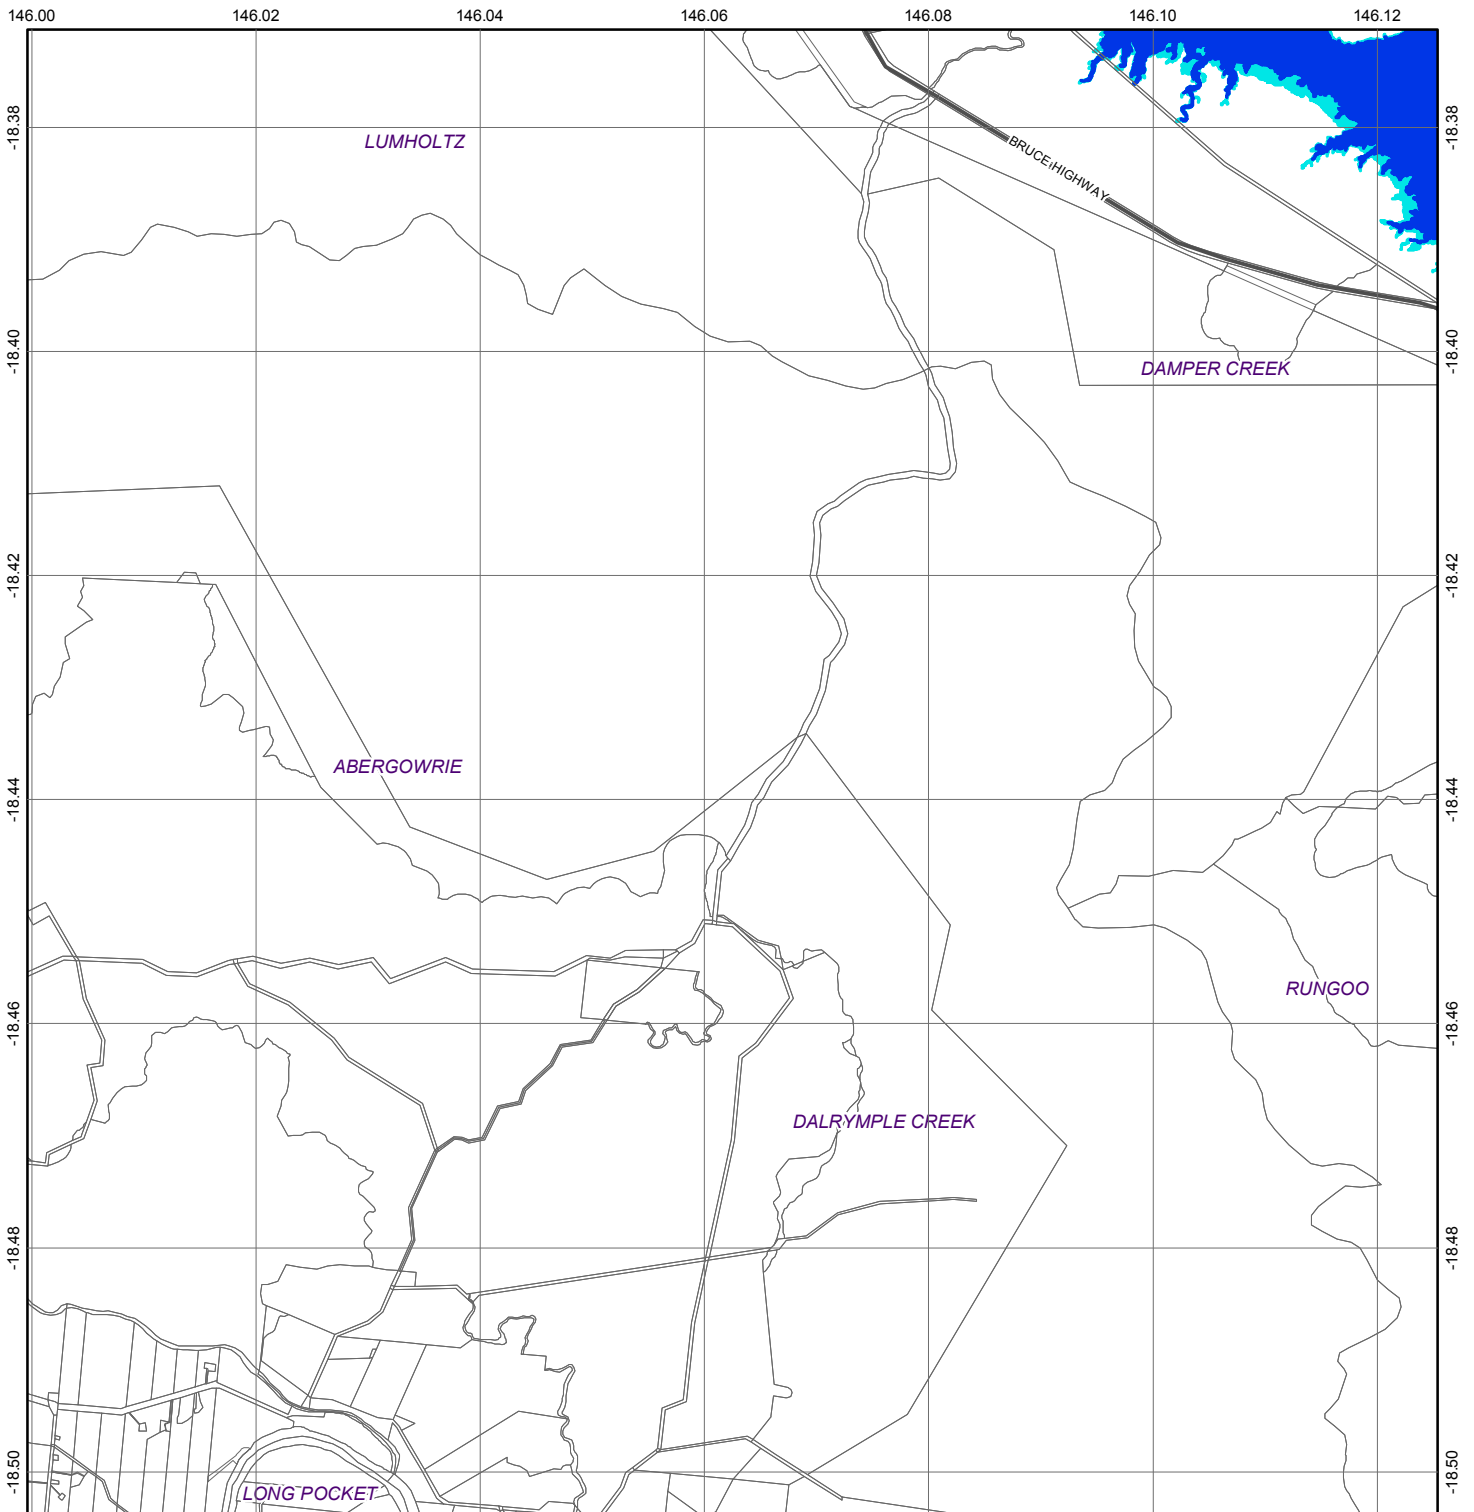 146.00 146.02 146.04 146.06 146.08 146.10 146.12
-18.38 -18.38
LUMHOLTZ
BRUCE HIGHWAY
-18.40 -18.40
DAMPER CREEK
-18.42 -18.42
ABERGOWRIE
-18.44 -18.44
RUNGOO
-18.46 -18.46
DALRYMPLE CREEK
-18.48 -18.48
-18.50 -18.50
LONG POCKET